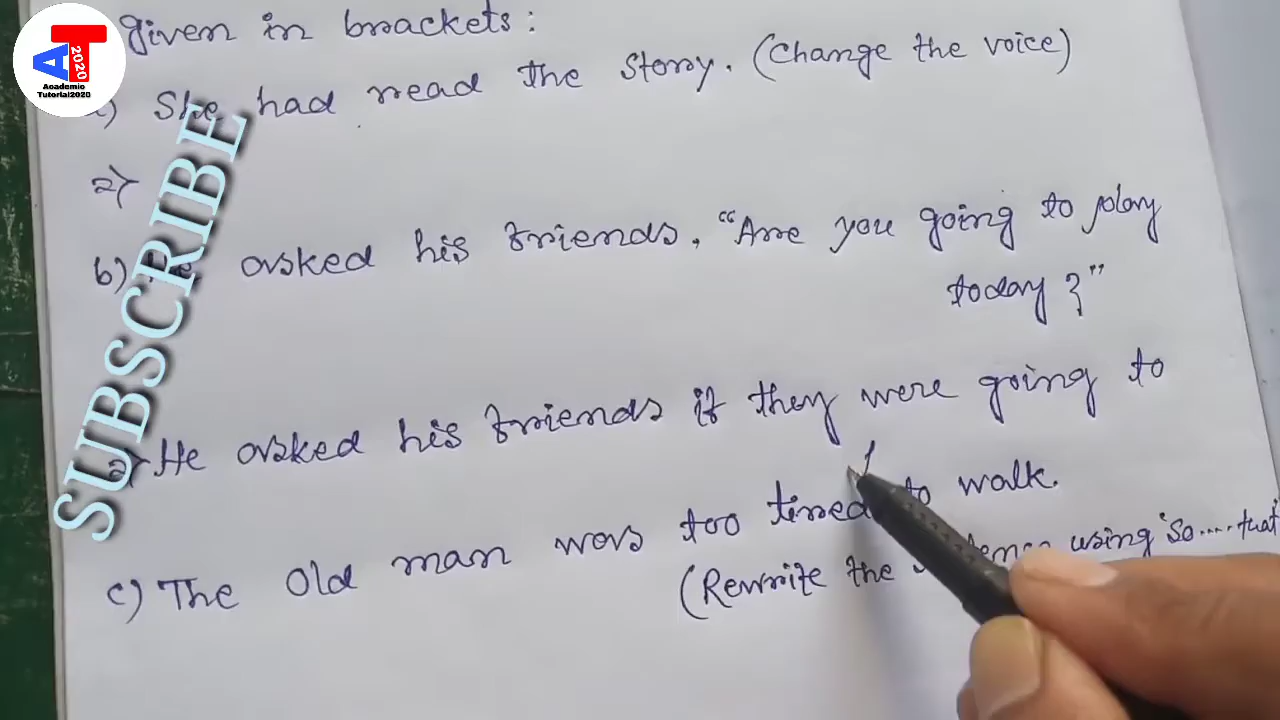 AT
2020
Academic
Tutorial2020
SUBSCRIBE
given in brackets:
a) She had read the story. (Change the voice)
a)
b) He asked his friends, "Are you going to play
today ?"
a) He asked his friends if they were going to
c) The Old man was too tired to walk.
(Rewrite the using 'so....that'